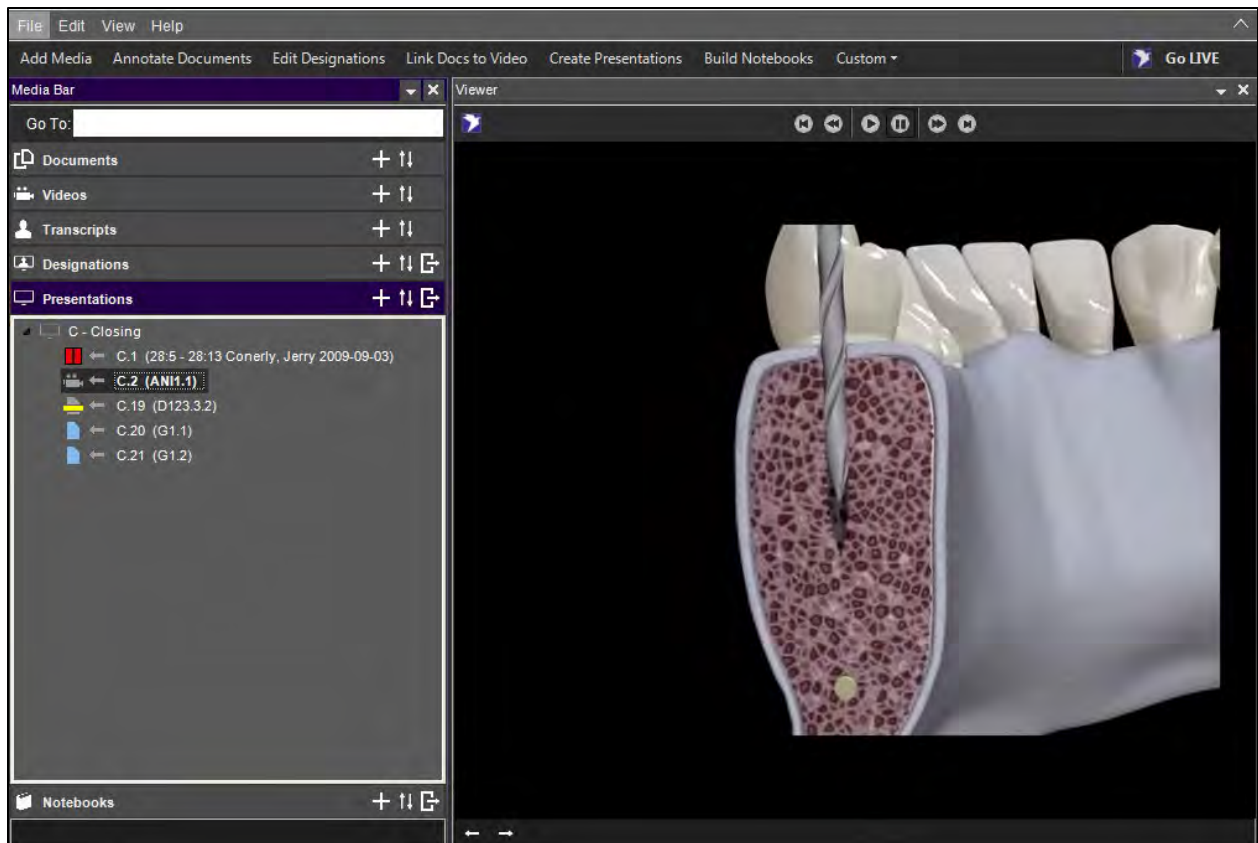 File Edit View Help
Add Media Annotate Documents Edit Designations Link Docs to Video Create Presentations Build Notebooks Custom Go LIVE
Media Bar
Viewer
Go To:
Documents
Videos
Transcripts
Designations
Presentations
C - Closing
C.1 (28:5 - 28:13 Conerly, Jerry 2009-09-03)
C.2 (ANI1.1)
C.19 (D123.3.2)
C.20 (G1.1)
C.21 (G1.2)
Notebooks